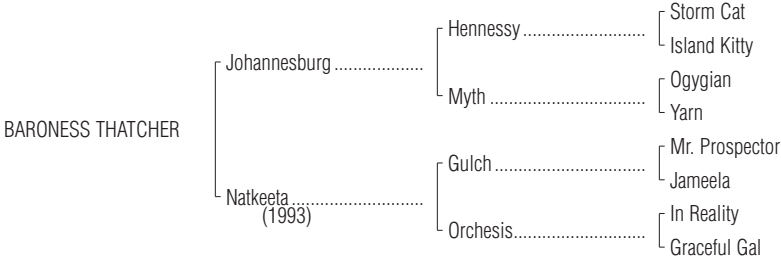 Storm Cat
Hennessy
Island Kitty
Johannesburg
Ogygian
Myth
Yarn
BARONESS THATCHER
Mr. Prospector
Gulch
Jameela
Natkeeta
(1993)
In Reality
Orchesis
Graceful Gal